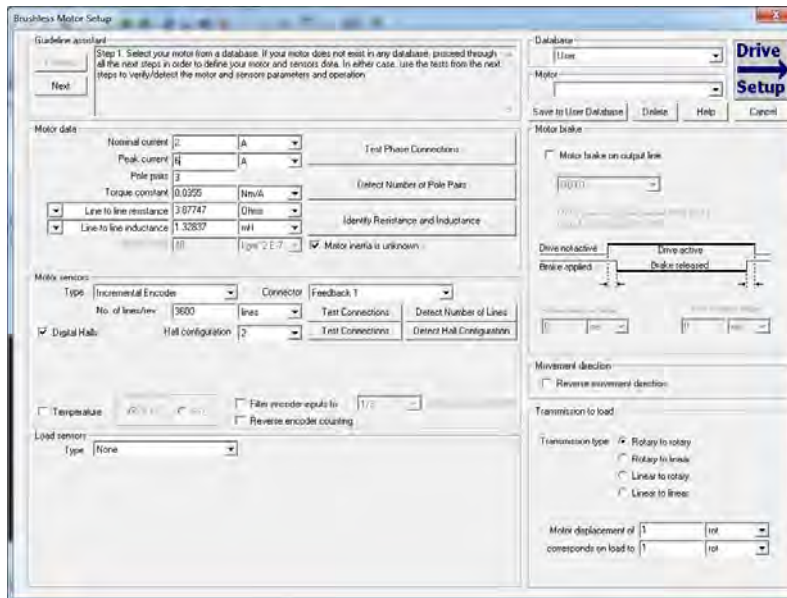 Brushless Motor Setup
Guideline assistant
Step 1. Select your motor from a database. If your motor does not exist in any database, proceed through
all the next steps in order to define your motor and sensors data. In either case, use the tests from the next
steps to verify/detect the motor and sensors parameters and operation
Next
Database
User
Motor
Drive
Setup
Save to User Database
Delete
Help
Cancel
Motor data
Nominal current 2 A
Peak current 6 A
Pole pairs 3
Torque constant 0.0355 Nm/A
Line to line resistance 3.87747 Ohms
Line to line inductance 1.32837 mH
Motor inertia is unknown
Test Phase Connections
Detect Number of Pole Pairs
Identify Resistance and Inductance
Motor brake
Motor brake on output line
Drive not active
Drive active
Brake applied
Brake released
Motor sensors
Type Incremental Encoder
Connector Feedback 1
No. of lines/rev 3600 lines
Test Connections
Detect Number of Lines
Digital Halls
Hall configuration 2
Test Connections
Detect Hall Configuration
Temperature
Filter encoder inputs to 1/2
Reverse encoder counting
Load sensors
Type None
Movement direction
Reverse movement direction
Transmission to load
Transmission type
Rotary to rotary
Rotary to linear
Linear to rotary
Linear to linear
Motor displacement of 1 rot
corresponds on load to 1 rot